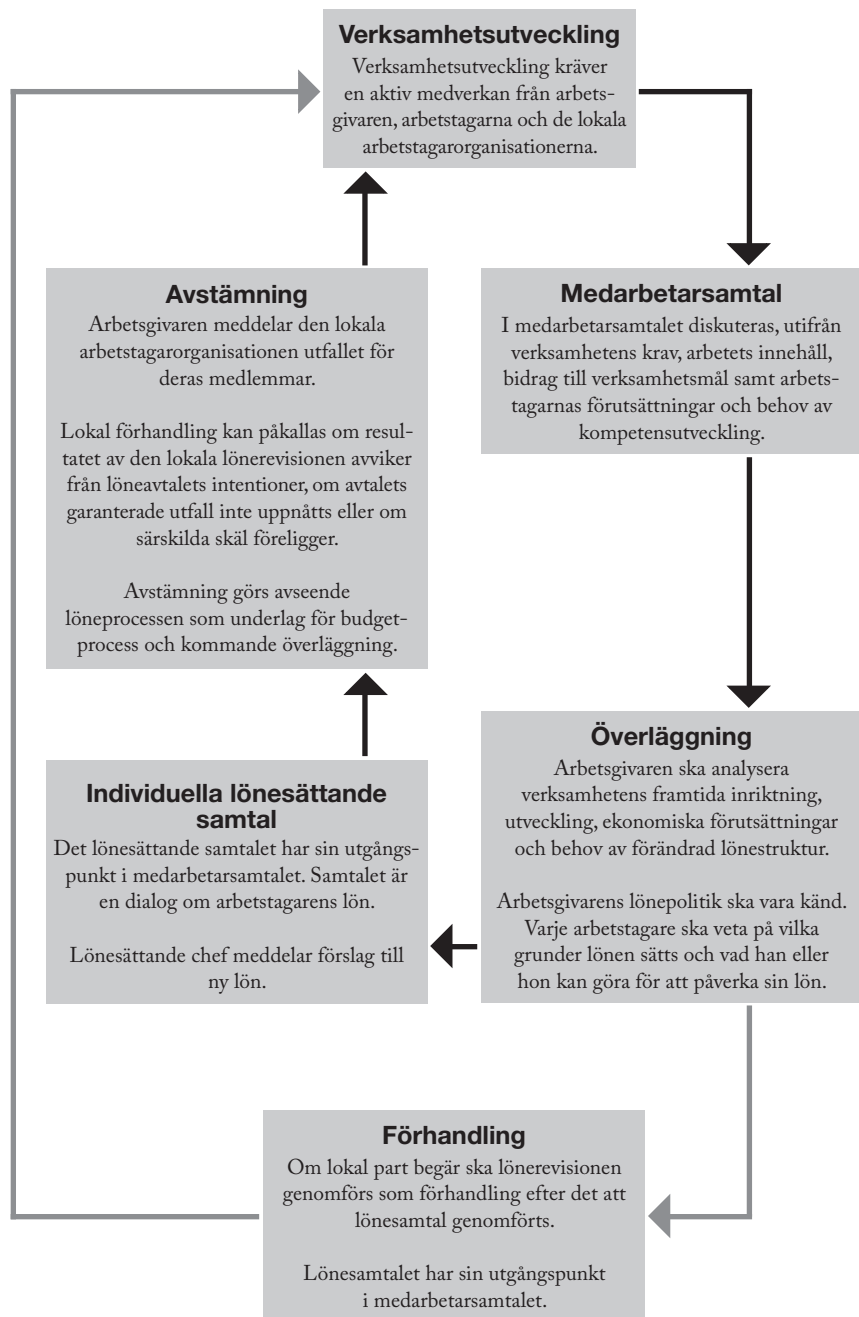 Verksamhetsutveckling
Verksamhetsutveckling kräver
en aktiv medverkan från arbets-
givaren, arbetstagarna och de lokala
arbetstagarorganisationerna.
Medarbetarsamtal
I medarbetarsamtalet diskuteras, utifrån
verksamhetens krav, arbetets innehåll,
bidrag till verksamhetsmål samt arbets-
tagarnas förutsättningar och behov av
kompetensutveckling.
Överläggning
Arbetsgivaren ska analysera
verksamhetens framtida inriktning,
utveckling, ekonomiska förutsättningar
och behov av förändrad lönestruktur.
Arbetsgivarens lönepolitik ska vara känd.
Varje arbetstagare ska veta på vilka
grunder lönen sätts och vad han eller
hon kan göra för att påverka sin lön.
Individuella lönesättande
samtal
Det lönesättande samtalet har sin utgångs-
punkt i medarbetarsamtalet. Samtalet är
en dialog om arbetstagarens lön.
Lönesättande chef meddelar förslag till
ny lön.
Avstämning
Arbetsgivaren meddelar den lokala
arbetstagarorganisationen utfallet för
deras medlemmar.
Lokal förhandling kan påkallas om resul-
tatet av den lokala lönerevisionen avviker
från löneavtalets intentioner, om avtalets
garanterade utfall inte uppnåtts eller om
särskilda skäl föreligger.
Avstämning görs avseende
löneprocessen som underlag för budget-
process och kommande överläggning.
Förhandling
Om lokal part begär ska lönerevisionen
genomförs som förhandling efter det att
lönesamtal genomförts.
Lönesamtalet har sin utgångspunkt
i medarbetarsamtalet.